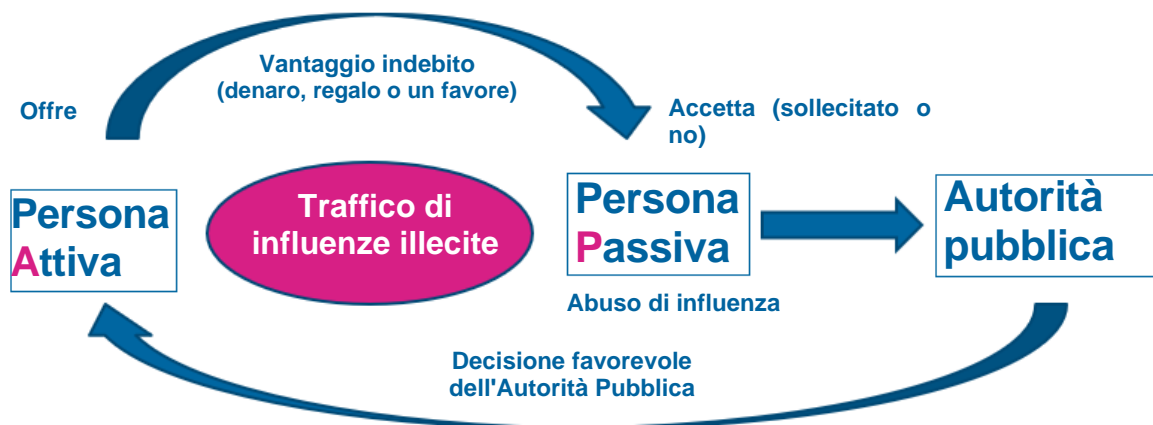 Vantaggio indebito
(denaro, regalo o un favore)
Offre
Accetta (sollecitato o
no)
Persona
Attiva
Traffico di
influenze illecite
Persona
Passiva
Autorità
pubblica
Abuso di influenza
Decisione favorevole
dell'Autorità Pubblica